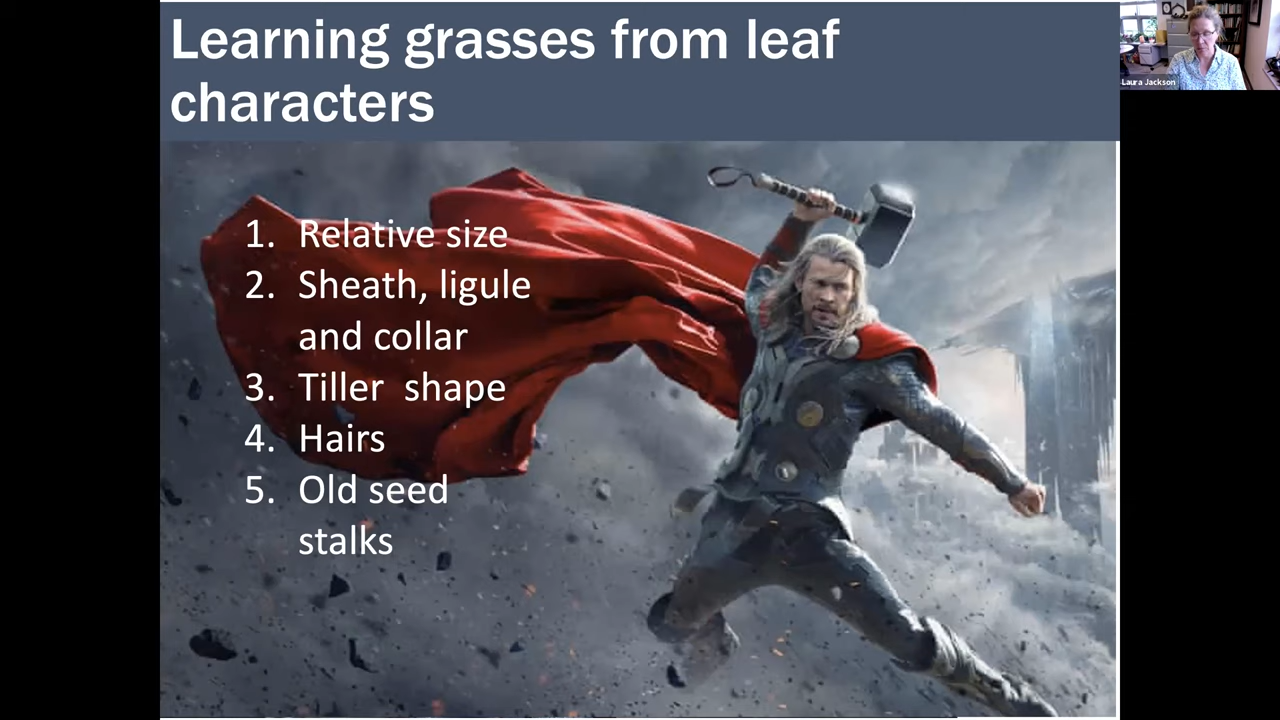 Learning grasses from leaf
characters
1. Relative size
2. Sheath, ligule
and collar
3. Tiller shape
4. Hairs
5. Old seed
stalks
Laura Jackson